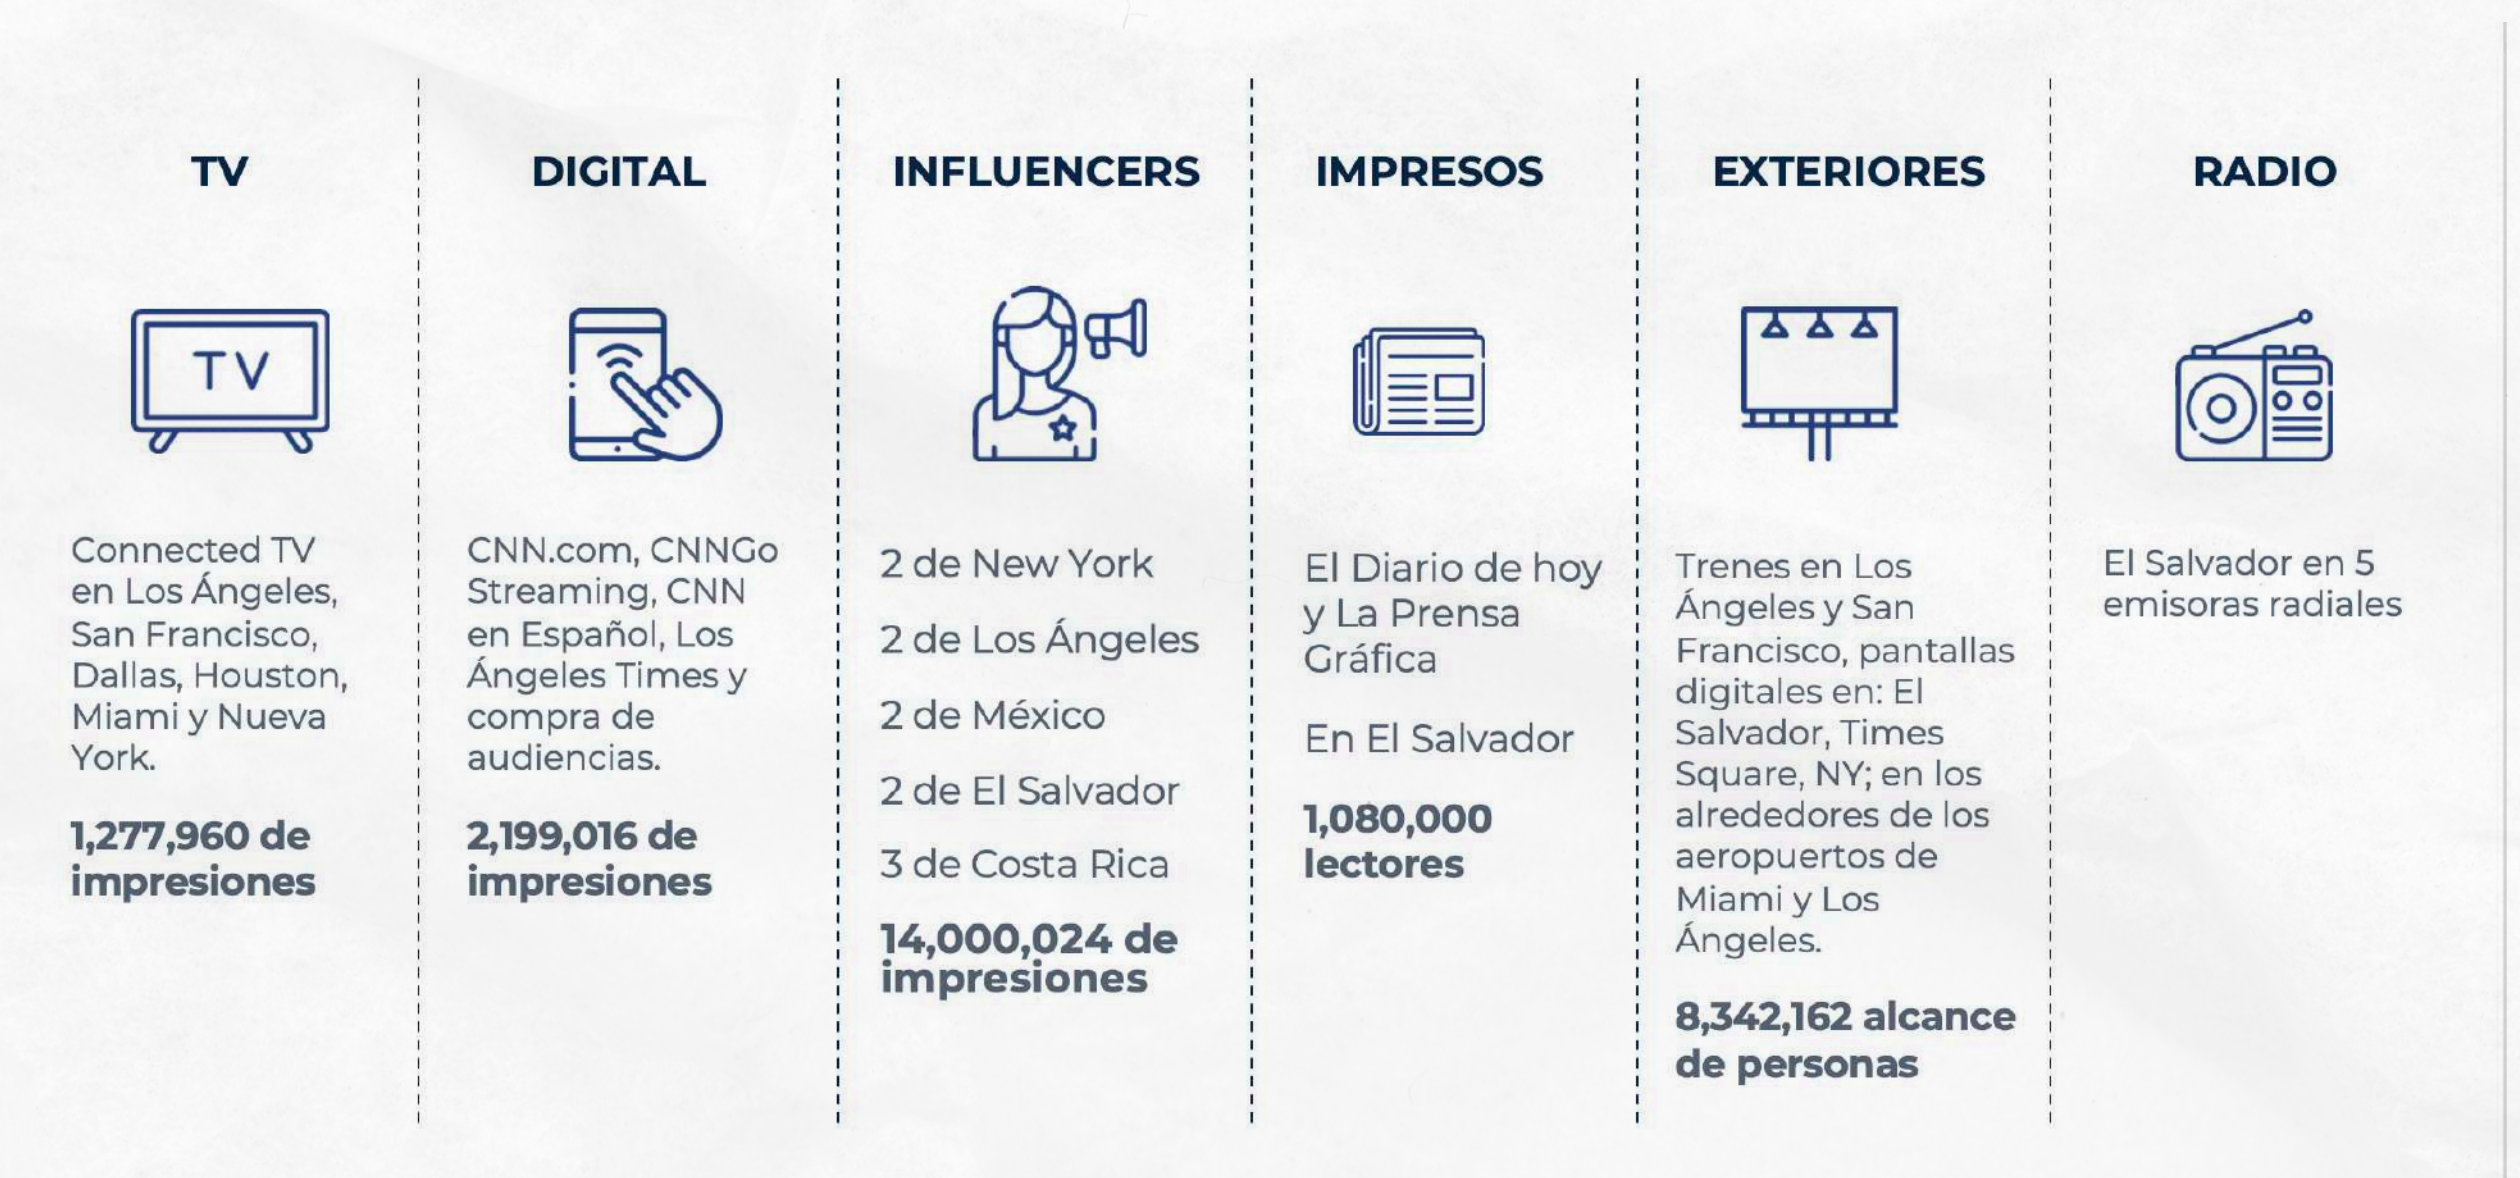 TV
TV
Connected TV
en Los Ángeles,
San Francisco,
Dallas, Houston,
Miami y Nueva
York.
1,277,960 de
impresiones
DIGITAL
CNN.com, CNNGo
Streaming, CNN
en Español, Los
Ángeles Times y
compra de
audiencias.
2,199,016 de
impresiones
INFLUENCERS
2 de New York
2 de Los Ángeles
2 de México
2 de El Salvador
3 de Costa Rica
14,000,024 de
impresiones
IMPRESOS
El Diario de hoy
y La Prensa
Gráfica
En El Salvador
1,080,000
lectores
EXTERIORES
Trenes en Los
Ángeles y San
Francisco, pantallas
digitales en: El
Salvador, Times
Square, NY; en los
alrededores de los
aeropuertos de
Miami y Los
Ángeles.
8,342,162 alcance
de personas
RADIO
El Salvador en 5
emisoras radiales